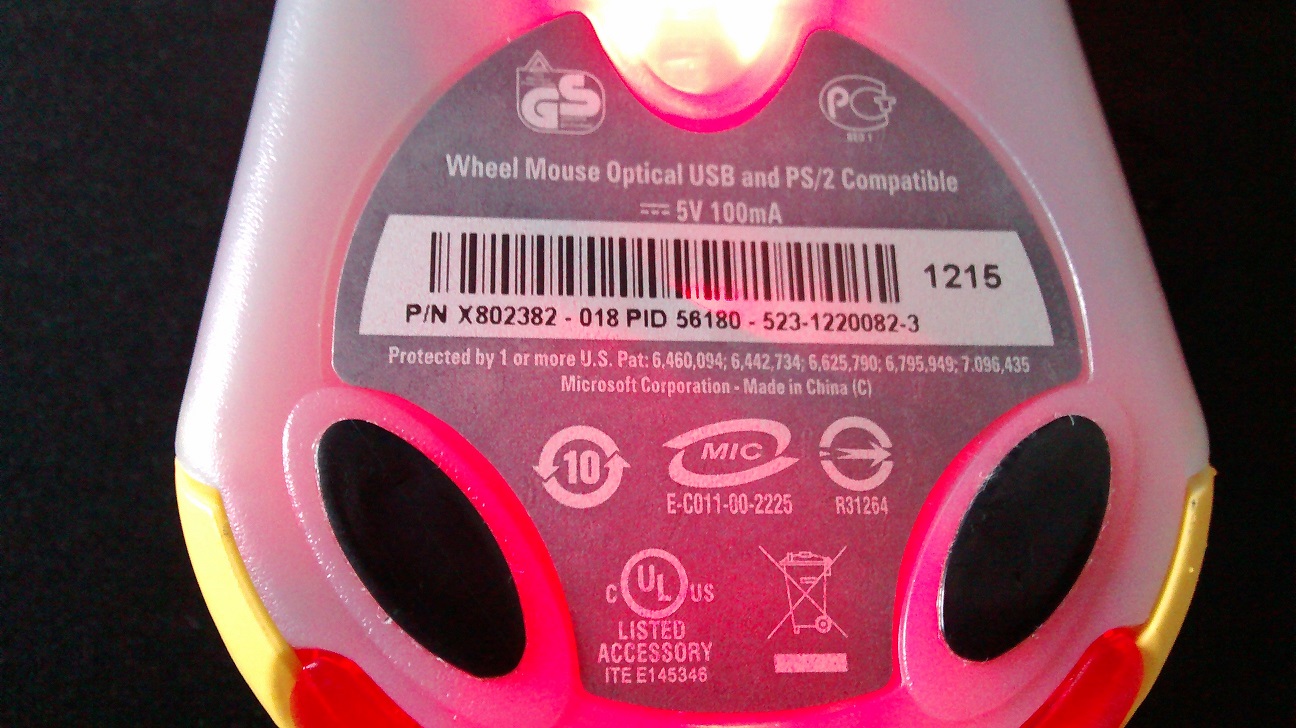 GS
PCT
Wheel Mouse Optical USB and PS/2 Compatible
5V 100mA
1215
P/N X802382 - 018 PID 56180 - 523-1220082-3
Protected by 1 or more U.S. Pat: 6,460,094; 6,442,734; 6,625,790; 6,795,949; 7.096,435
Microsoft Corporation - Made in China (C)
10
MIC
E-C011-00-2225
R31264
C UL US
LISTED
ACCESSORY
ITE E145346